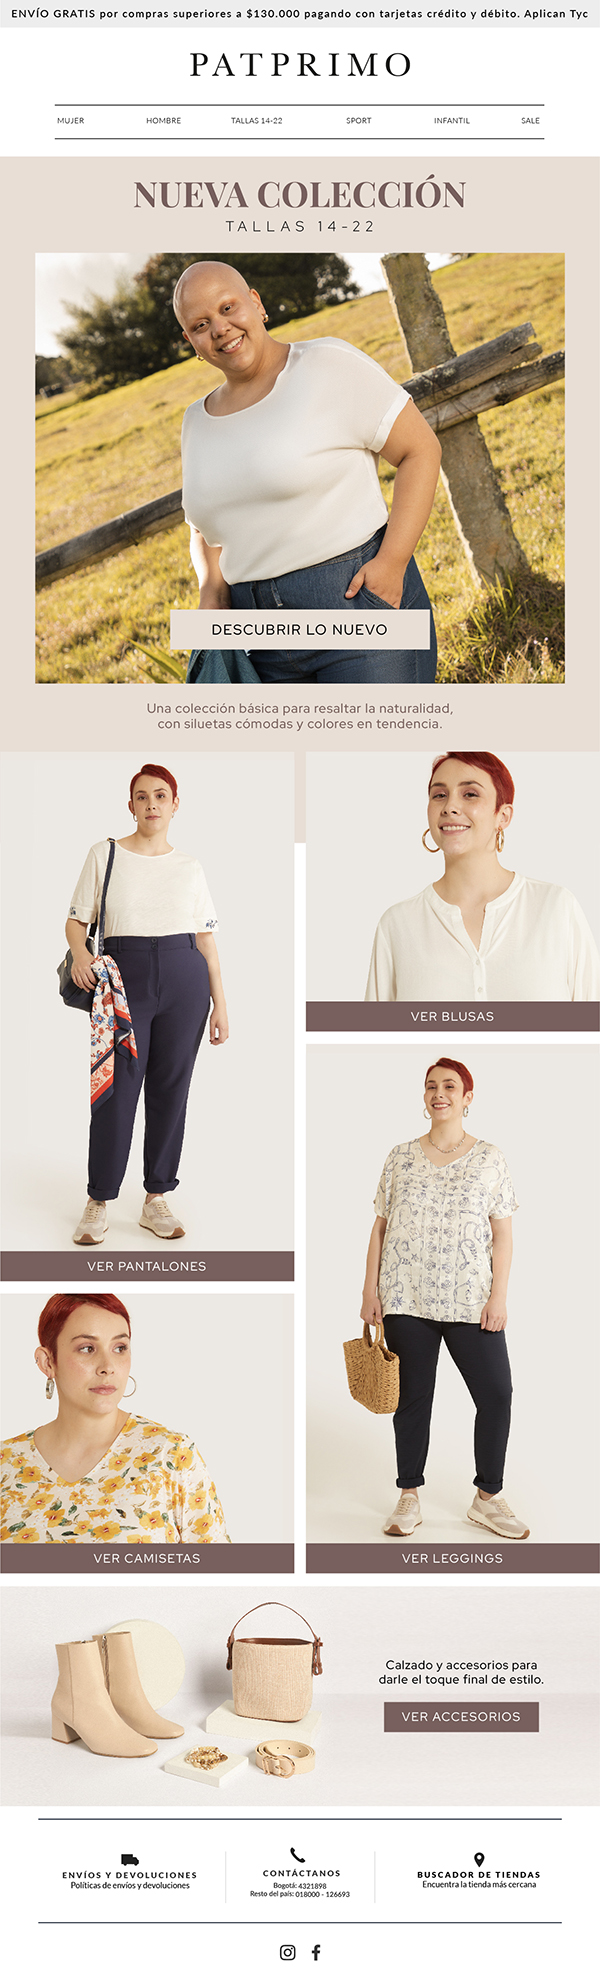 ENVÍO GRATIS por compras superiores a $130.000 pagando con tarjetas crédito y débito. Aplican Tyc
PATPRIMO
MUJER HOMBRE TALLAS 14-22 SPORT INFANTIL SALE
NUEVA COLECCIÓN
TALLAS 14-22
DESCUBRIR LO NUEVO
Una colección básica para resaltar la naturalidad,
con siluetas cómodas y colores en tendencia.
VER BLUSAS
VER PANTALONES
VER CAMISETAS
VER LEGGINGS
Calzado y accesorios para
darle el toque final de estilo.
VER ACCESORIOS
ENVÍOS Y DEVOLUCIONES
Políticas de envíos y devoluciones
CONTÁCTANOS
Bogotá: 4321898
Resto del país: 018000 - 126693
BUSCADOR DE TIENDAS
Encuentra la tienda más cercana